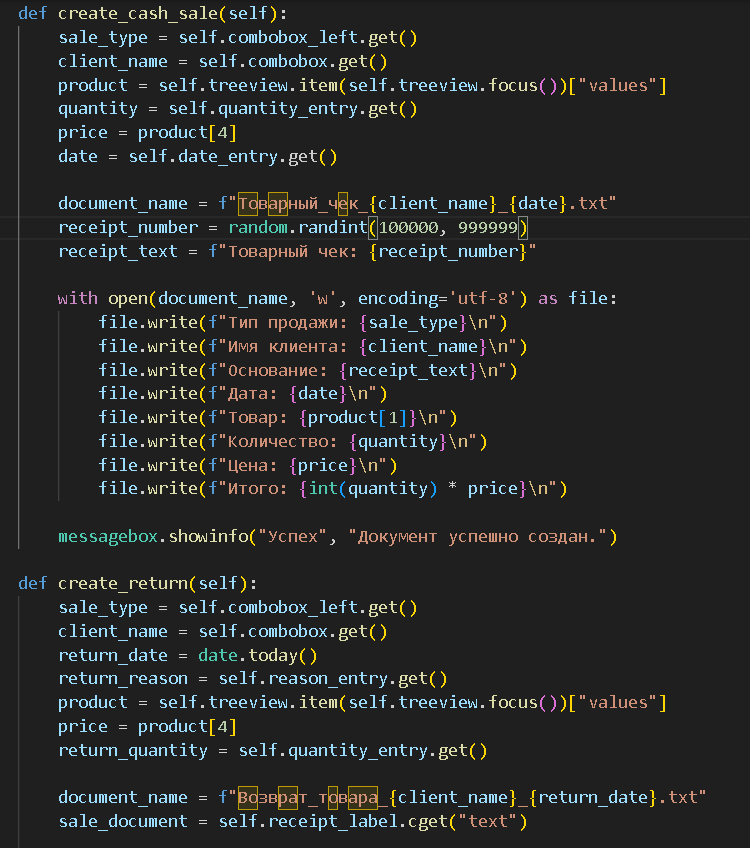 def create_cash_sale(self):
    sale_type = self.combobox_left.get()
    client_name = self.combobox.get()
    product = self.treeview.item(self.treeview.focus())["values"]
    quantity = self.quantity_entry.get()
    price = product[4]
    date = self.date_entry.get()
    document_name = f"Товарный_чек_{client_name}_{date}.txt"
    receipt_number = random.randint(100000, 999999)
    receipt_text = f"Товарный чек: {receipt_number}"
    with open(document_name, 'w', encoding='utf-8') as file:
        file.write(f"Тип продажи: {sale_type}\n")
        file.write(f"Имя клиента: {client_name}\n")
        file.write(f"Основание: {receipt_text}\n")
        file.write(f"Дата: {date}\n")
        file.write(f"Товар: {product[1]}\n")
        file.write(f"Количество: {quantity}\n")
        file.write(f"Цена: {price}\n")
        file.write(f"Итого: {int(quantity) * price}\n")
    messagebox.showinfo("Успех", "Документ успешно создан.")
def create_return(self):
    sale_type = self.combobox_left.get()
    client_name = self.combobox.get()
    return_date = date.today()
    return_reason = self.reason_entry.get()
    product = self.treeview.item(self.treeview.focus())["values"]
    price = product[4]
    return_quantity = self.quantity_entry.get()
    document_name = f"Возврат_товара_{client_name}_{return_date}.txt"
    sale_document = self.receipt_label.cget("text")